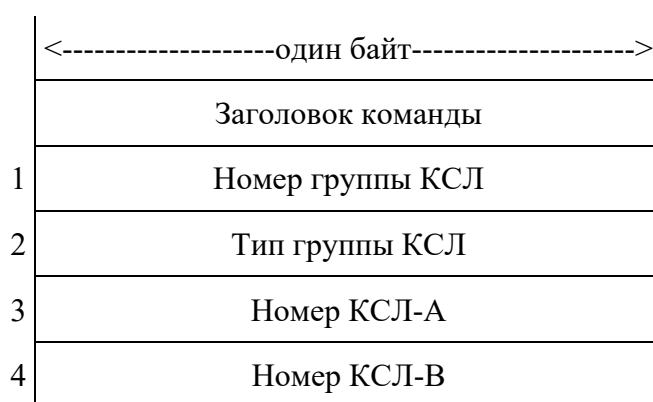 <--------------------один байт--------------------->
Заголовок команды
1 Номер группы КСЛ
2 Тип группы КСЛ
3 Номер КСЛ-А
4 Номер КСЛ-В